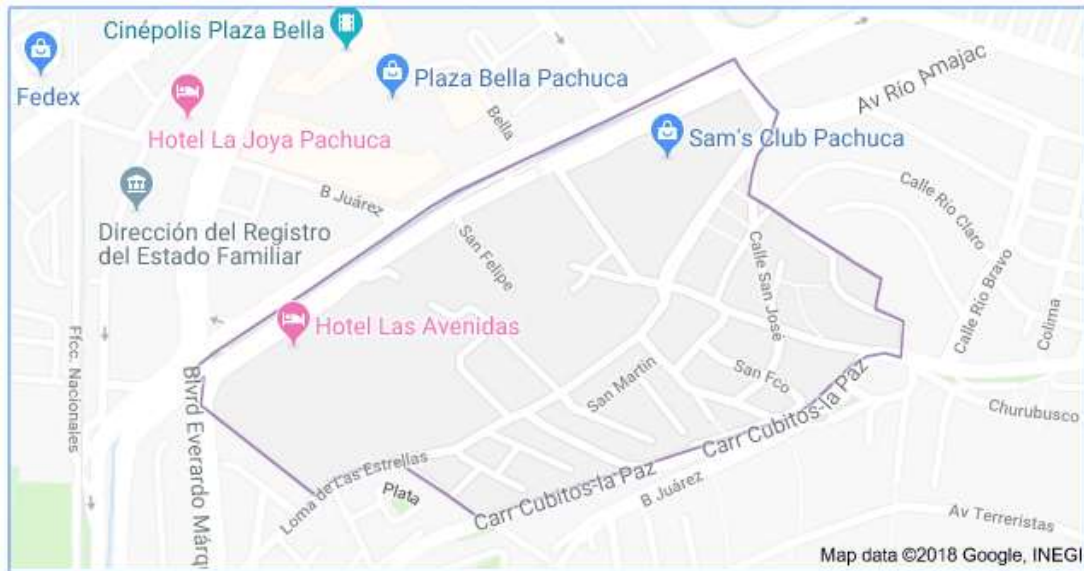 Cinépolis Plaza Bella
Fedex
Plaza Bella Pachuca
Av Río Amajac
Hotel La Joya Pachuca
Bella
Sam's Club Pachuca
B Juárez
Calle Río Claro
Dirección del Registro
del Estado Familiar
San Felipe
Calle San José
Calle Río Bravo
Colima
Hotel Las Avenidas
Ffcc. Nacionales
Blvrd Everardo Márqu
San Martin
San Fco
Carr Cubitos-la Paz
Churubusco
Loma de Las Estrellas
Plata
Carr Cubitos-la Paz
B Juárez
Av Terreristas
Map data ©2018 Google, INEGI